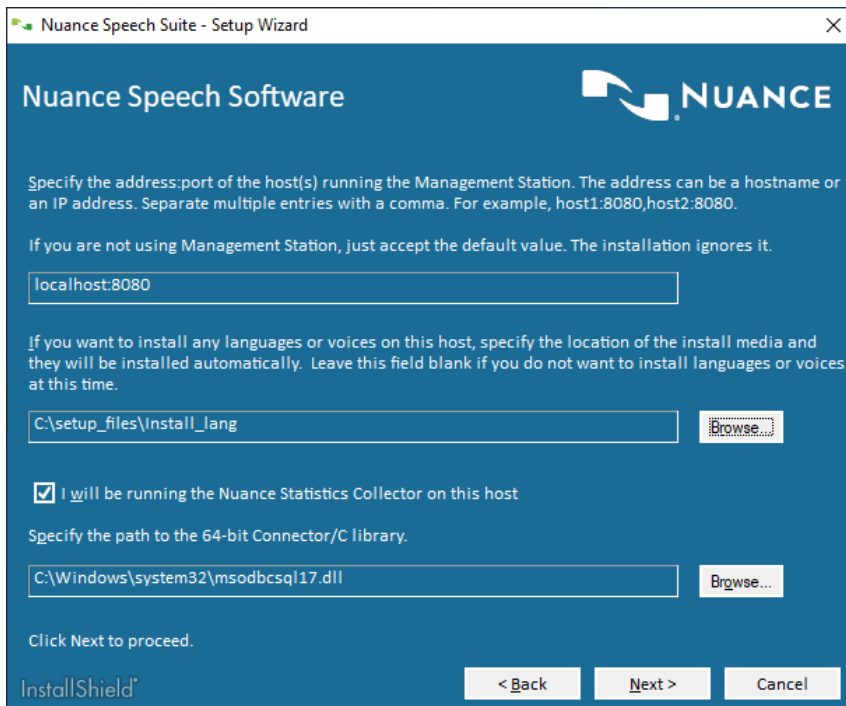 Nuance Speech Suite - Setup Wizard
Nuance Speech Software
NUANCE
Specify the address:port of the host(s) running the Management Station. The address can be a hostname or
an IP address. Separate multiple entries with a comma. For example, host1:8080,host2:8080.
If you are not using Management Station, just accept the default value. The installation ignores it.
localhost:8080
If you want to install any languages or voices on this host, specify the location of the install media and
they will be installed automatically.  Leave this field blank if you do not want to install languages or voices
at this time.
C:\setup_files\Install_lang
Browse...
I will be running the Nuance Statistics Collector on this host
Specify the path to the 64-bit Connector/C library.
C:\Windows\system32\msodbcsql17.dll
Browse...
Click Next to proceed.
InstallShield
< Back
Next >
Cancel